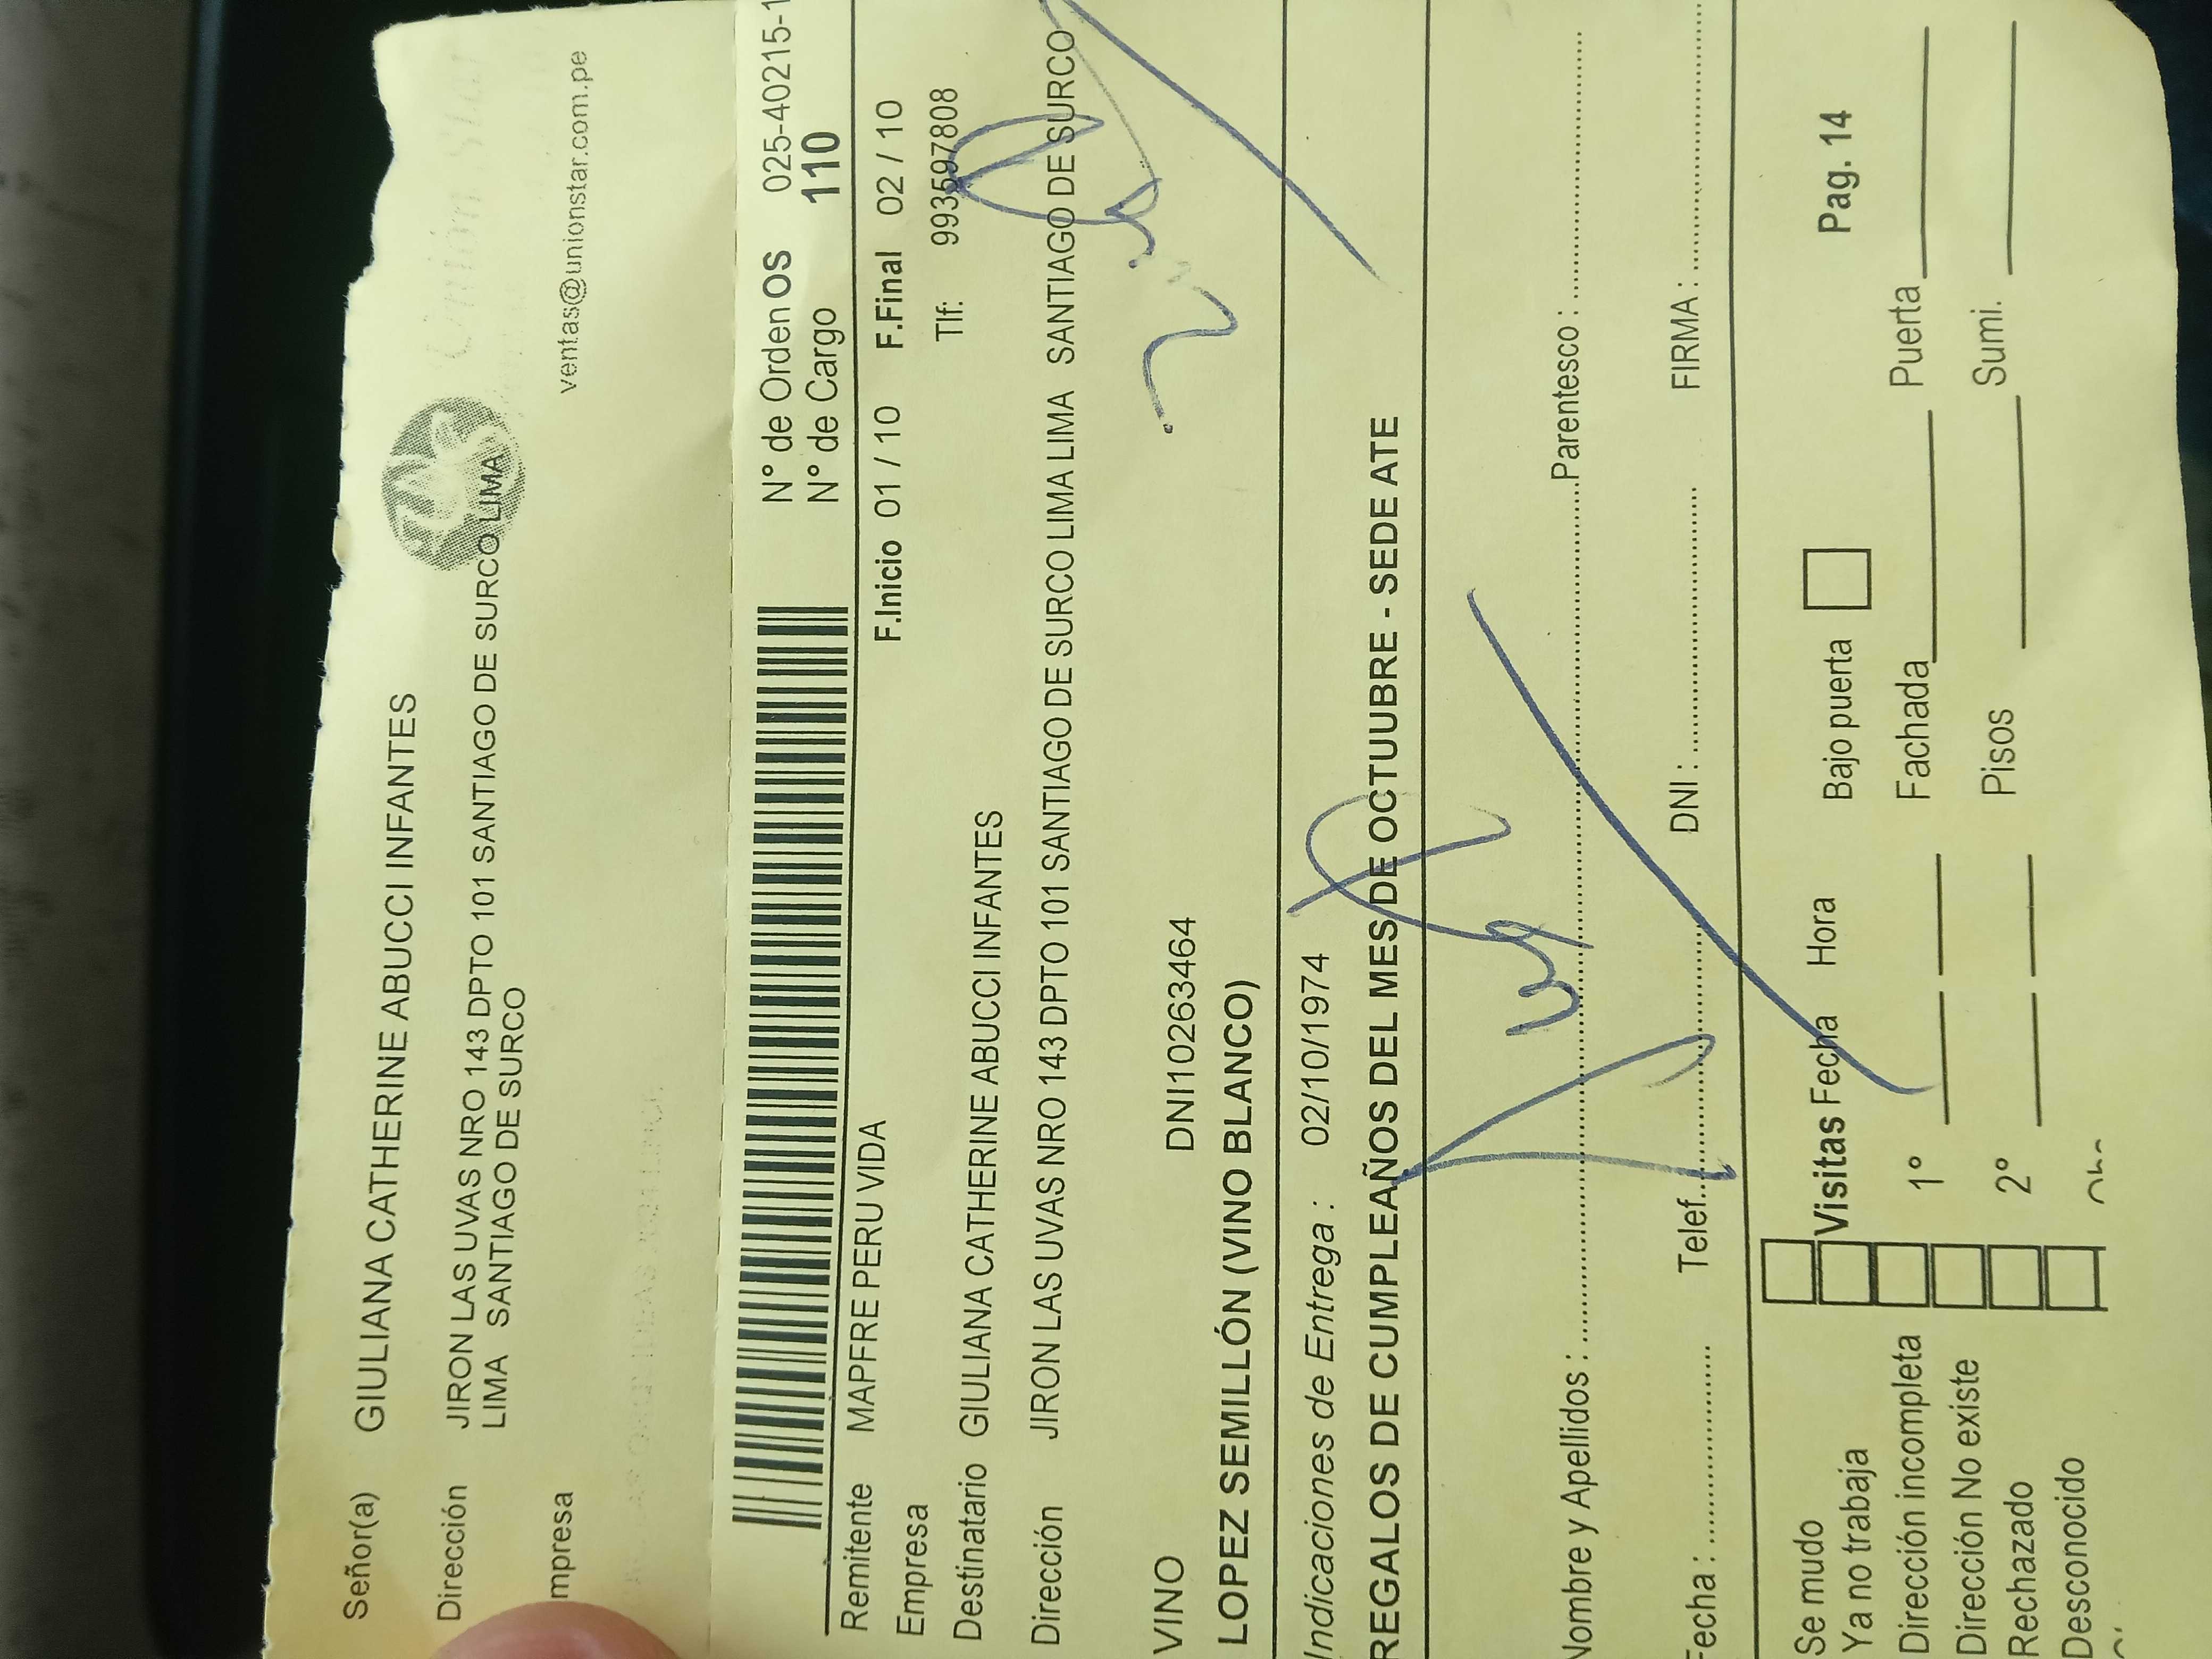 Señor(a) GIULIANA CATHERINE ABUCCI INFANTES
Dirección JIRON LAS UVAS NRO 143 DPTO 101 SANTIAGO DE SURCO LIMA
LIMA SANTIAGO DE SURCO
mpresa
ventas@unionstar.com.pe
N° de Orden OS 025-40215-1
N° de Cargo 110
Remitente MAPFRE PERU VIDA F.Inicio 01 / 10 F.Final 02 / 10
Empresa Tlf: 993597808
Destinatario GIULIANA CATHERINE ABUCCI INFANTES
Dirección JIRON LAS UVAS NRO 143 DPTO 101 SANTIAGO DE SURCO LIMA LIMA SANTIAGO DE SURCO
VINO DNI10263464
LOPEZ SEMILLÓN (VINO BLANCO)
Indicaciones de Entrega : 02/10/1974
REGALOS DE CUMPLEAÑOS DEL MES DE OCTUUBRE - SEDE ATE
Nombre y Apellidos : Parentesco :
Fecha : Telef. DNI : FIRMA :
Se mudo Visitas Fecha Hora Bajo puerta Pag. 14
Ya no trabaja
Dirección incompleta 1° Fachada Puerta
Dirección No existe
Rechazado 2° Pisos Sumi.
Desconocido